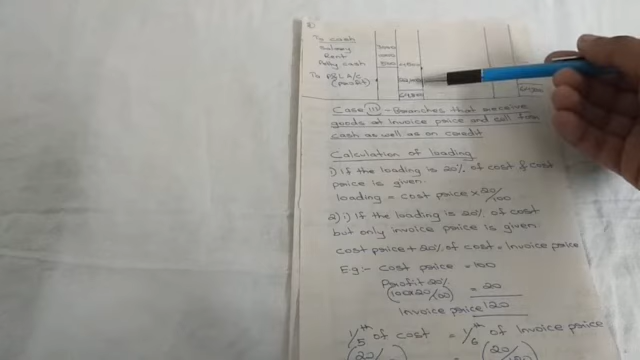 To cash
Salary
Rent
Petty cash
To P&L A/c
(profit)
Case (III) - Branches that receive
goods at invoice price and sell for
cash as well as on credit
Calculation of loading
1) If the loading is 20% of cost & cost
price is given.
loading = cost price x 20/100
2) i) If the loading is 20% of cost
but only invoice price is given
Cost price + 20% of cost = Invoice price
Eg:- Cost price = 100
Profit 20%
(100x20/100) = 20
Invoice price 120
1/5th of cost = 1/6th of Invoice price